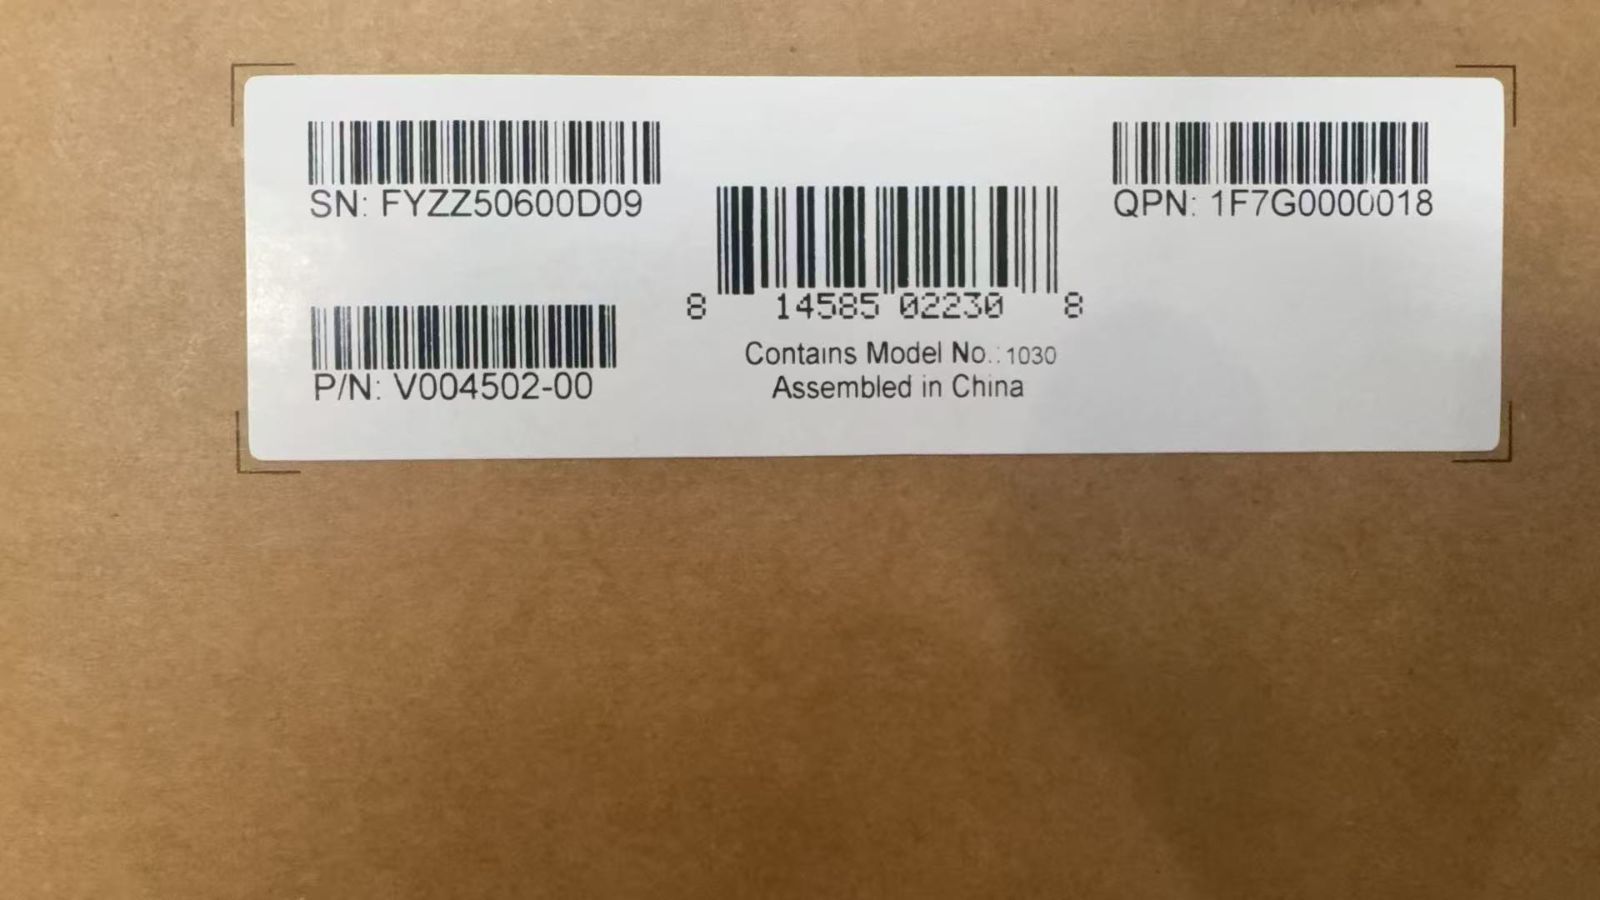 SN: FYZZ50600D09
QPN: 1F7G0000018
8 14585 02230 8
P/N: V004502-00
Contains Model No.: 1030
Assembled in China